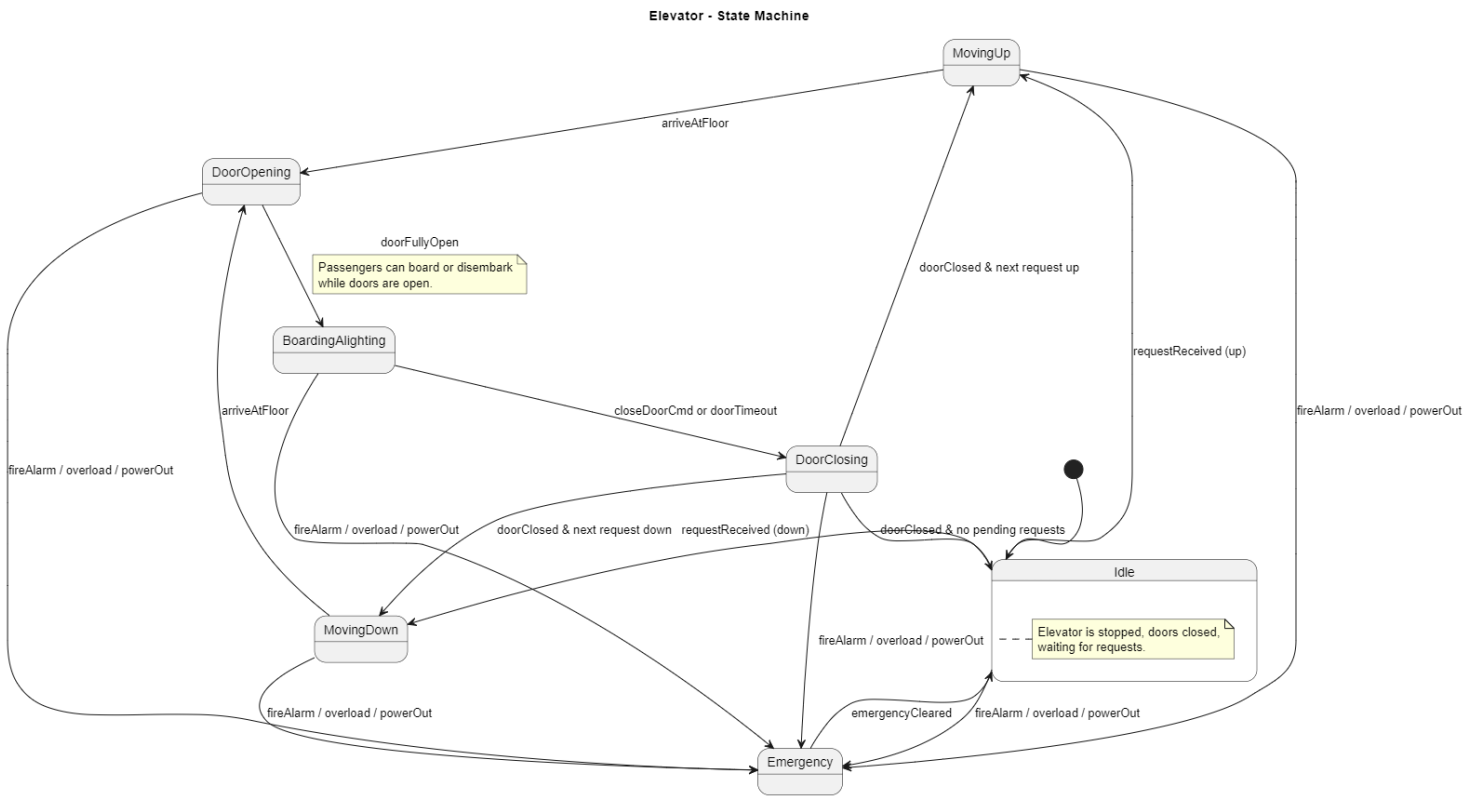 Elevator - State Machine
MovingUp
arriveAtFloor
DoorOpening
doorFullyOpen
Passengers can board or disembark
while doors are open.
doorClosed & next request up
BoardingAlighting
requestReceived (up)
arriveAtFloor
closeDoorCmd or doorTimeout
fireAlarm / overload / powerOut
DoorClosing
fireAlarm / overload / powerOut
fireAlarm / overload / powerOut
doorClosed & next request down
requestReceived (down)
doorClosed & no pending requests
Idle
MovingDown
Elevator is stopped, doors closed,
waiting for requests.
fireAlarm / overload / powerOut
fireAlarm / overload / powerOut
emergencyCleared
fireAlarm / overload / powerOut
Emergency